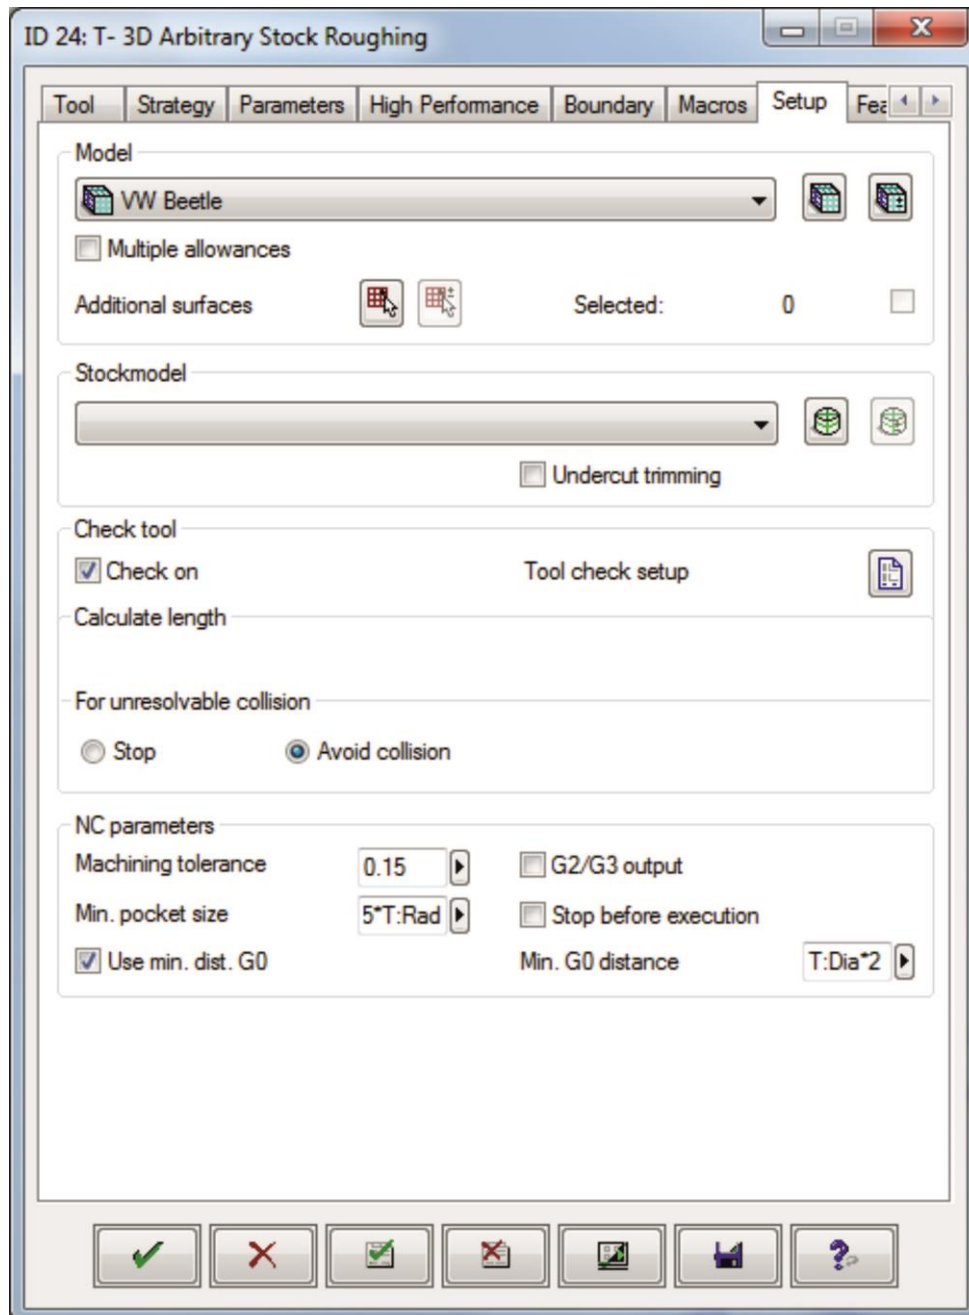 ID 24: T- 3D Arbitrary Stock Roughing
Tool Strategy Parameters High Performance Boundary Macros Setup Fea
Model
VW Beetle
Multiple allowances
Additional surfaces Selected: 0
Stockmodel
Undercut trimming
Check tool
Check on Tool check setup
Calculate length
For unresolvable collision
Stop Avoid collision
NC parameters
Machining tolerance 0.15 G2/G3 output
Min. pocket size 5*T:Rad Stop before execution
Use min. dist. G0 Min. G0 distance T:Dia*2